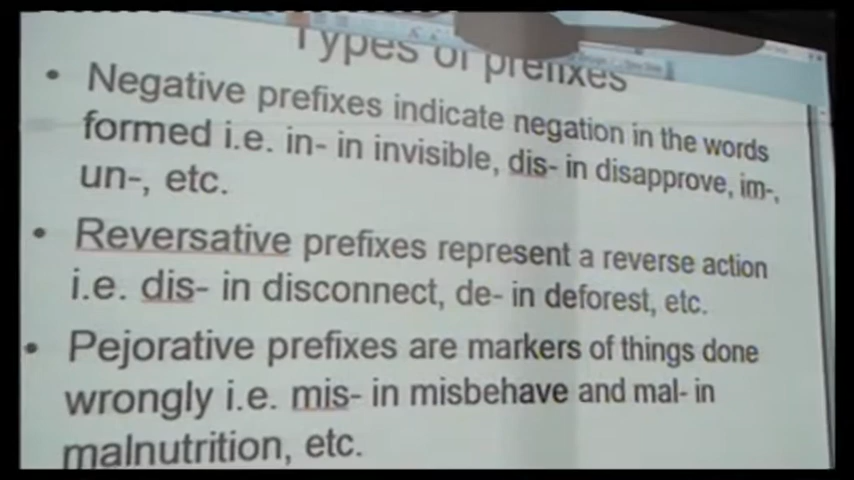 Types of prefixes
• Negative prefixes indicate negation in the words
formed i.e. in- in invisible, dis- in disapprove, im-,
un-, etc.
• Reversative prefixes represent a reverse action
i.e. dis- in disconnect, de- in deforest, etc.
• Pejorative prefixes are markers of things done
wrongly i.e. mis- in misbehave and mal- in
malnutrition, etc.